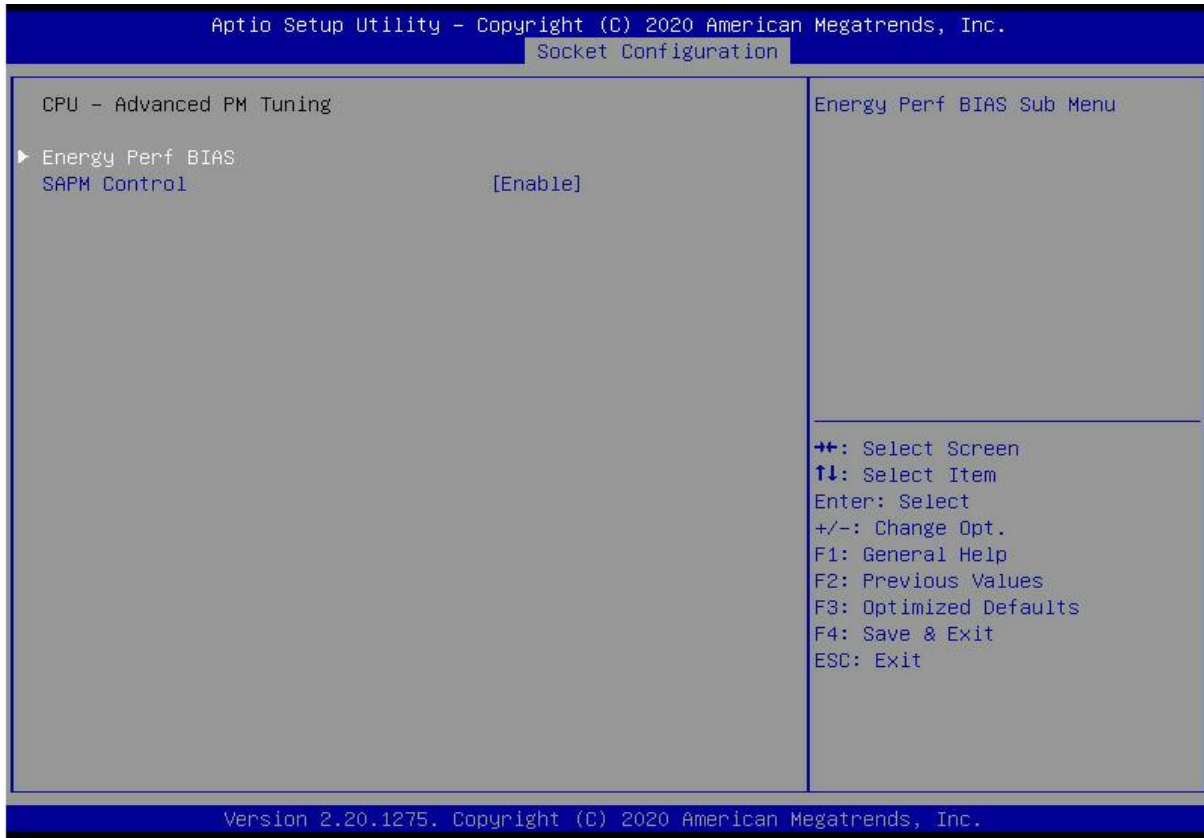 Aptio Setup Utility – Copyright (C) 2020 American Megatrends, Inc.
Socket Configuration
CPU – Advanced PM Tuning
▶ Energy Perf BIAS
SAPM Control [Enable]
Energy Perf BIAS Sub Menu
→←: Select Screen
↑↓: Select Item
Enter: Select
+/-: Change Opt.
F1: General Help
F2: Previous Values
F3: Optimized Defaults
F4: Save & Exit
ESC: Exit
Version 2.20.1275. Copyright (C) 2020 American Megatrends, Inc.